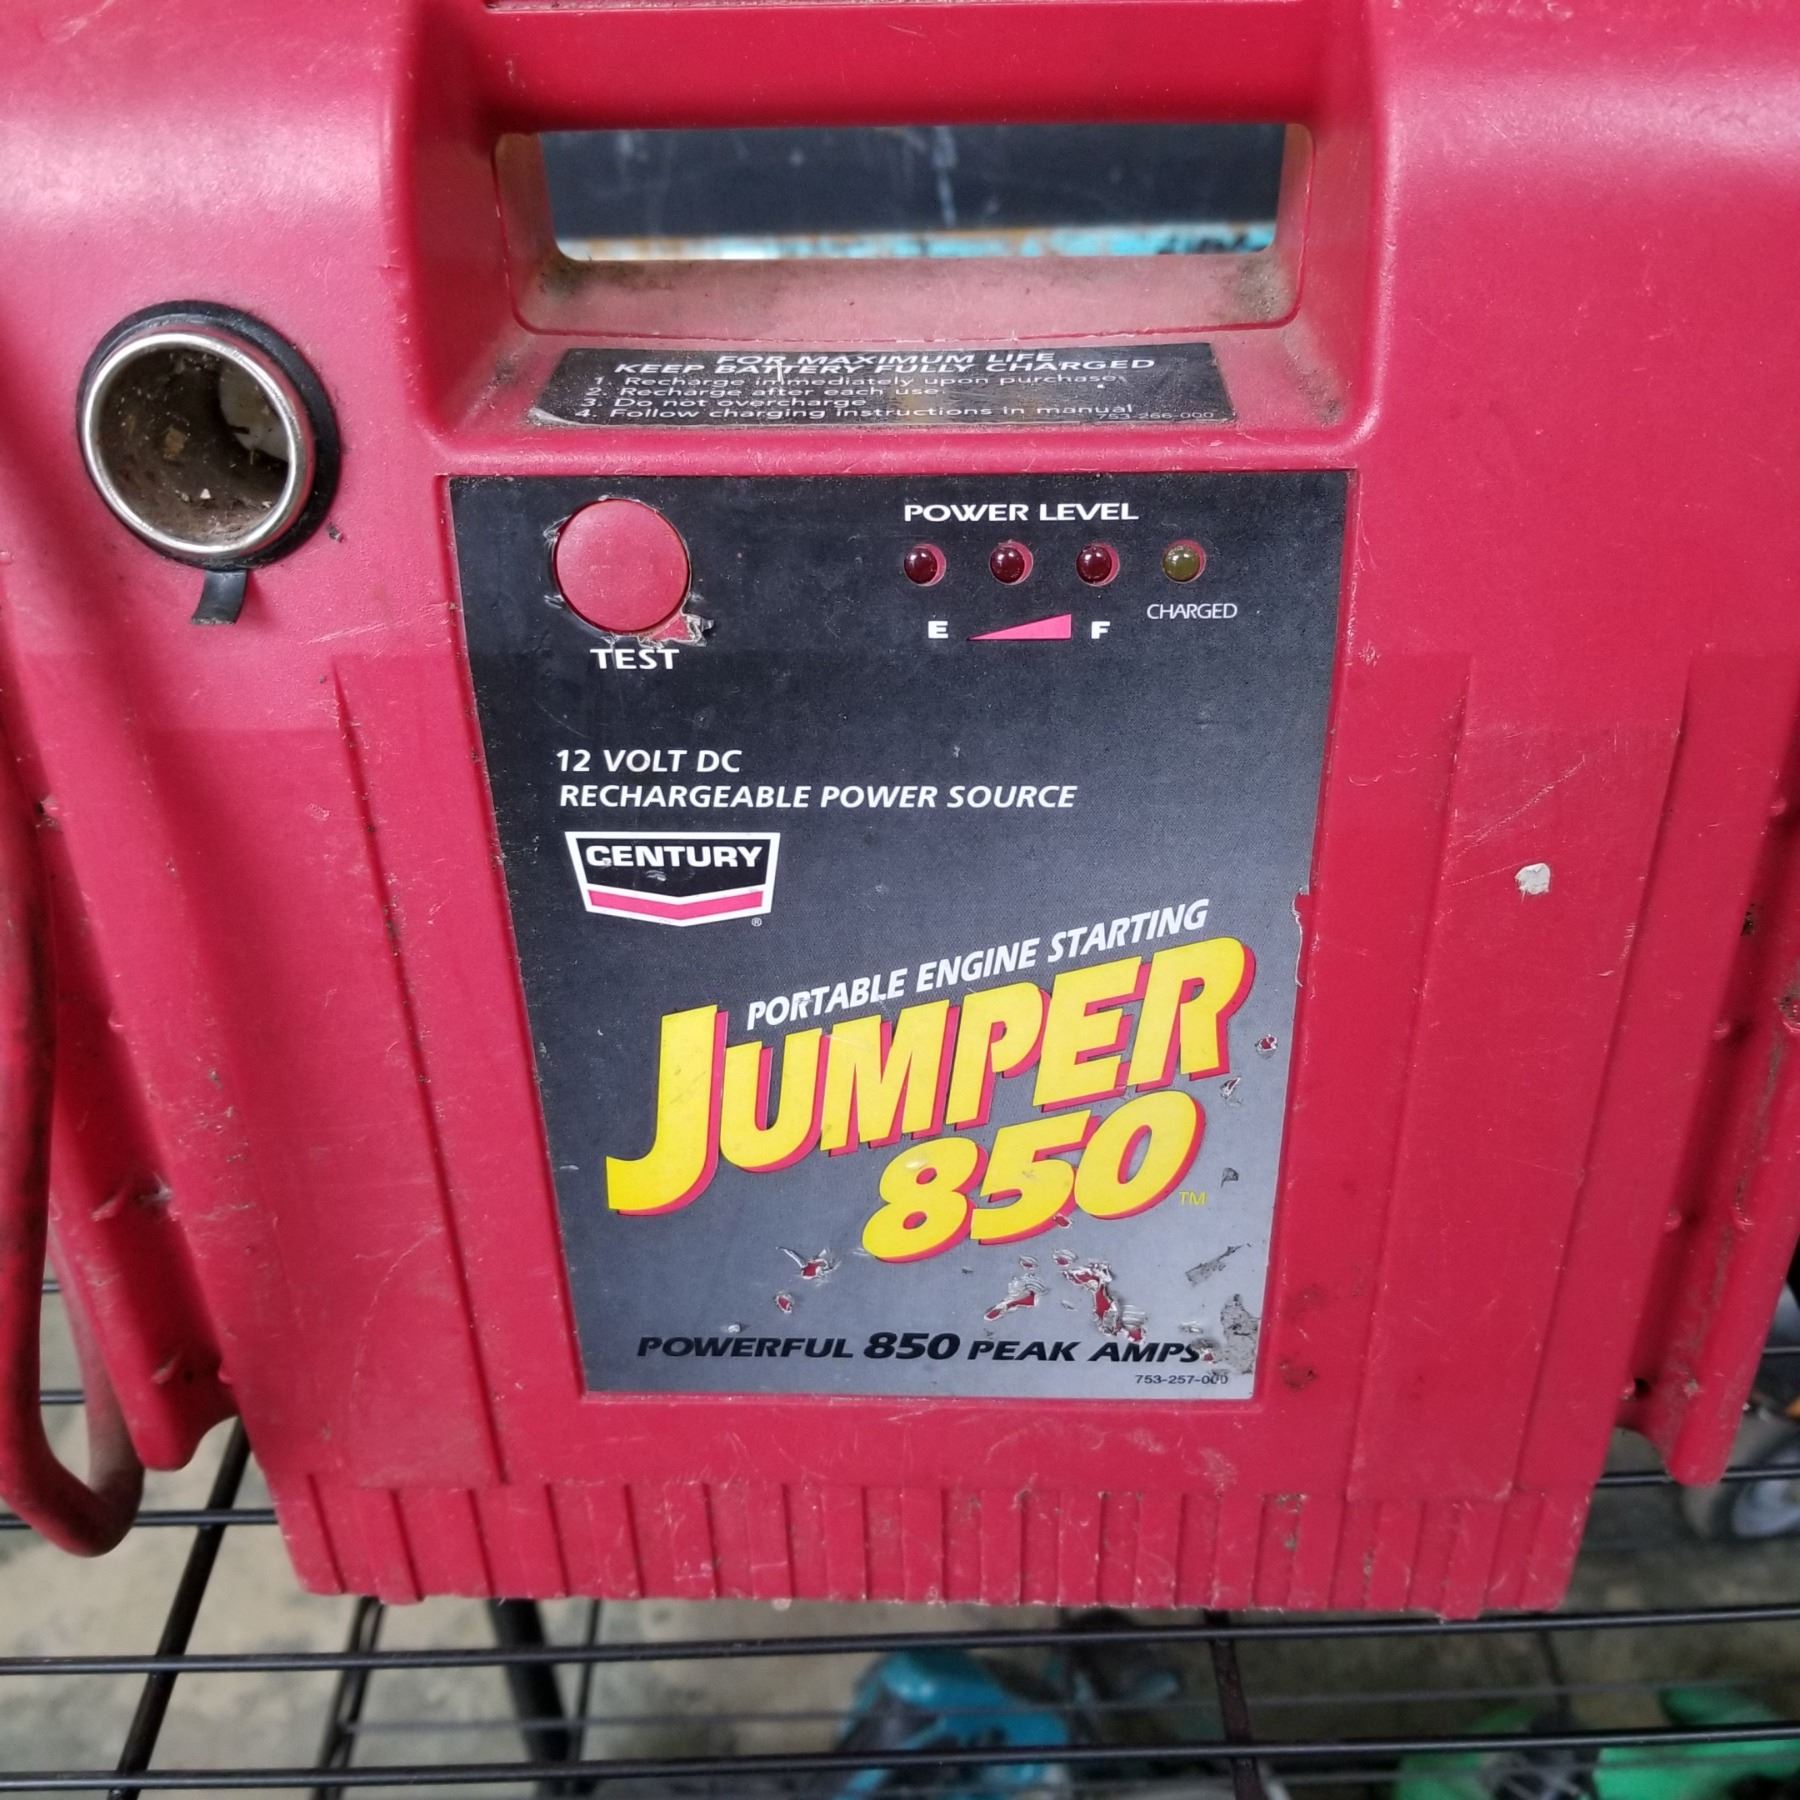 FOR MAXIMUM LIFE
KEEP BATTERY FULLY CHARGED
1. Recharge immediately upon purchase
2. Recharge after each use
3. Do not overcharge
4. Follow charging instructions in manual
753-266-000
POWER LEVEL
E F
CHARGED
TEST
12 VOLT DC
RECHARGEABLE POWER SOURCE
CENTURY
®
PORTABLE ENGINE STARTING
JUMPER
850™
POWERFUL 850 PEAK AMPS
753-257-000